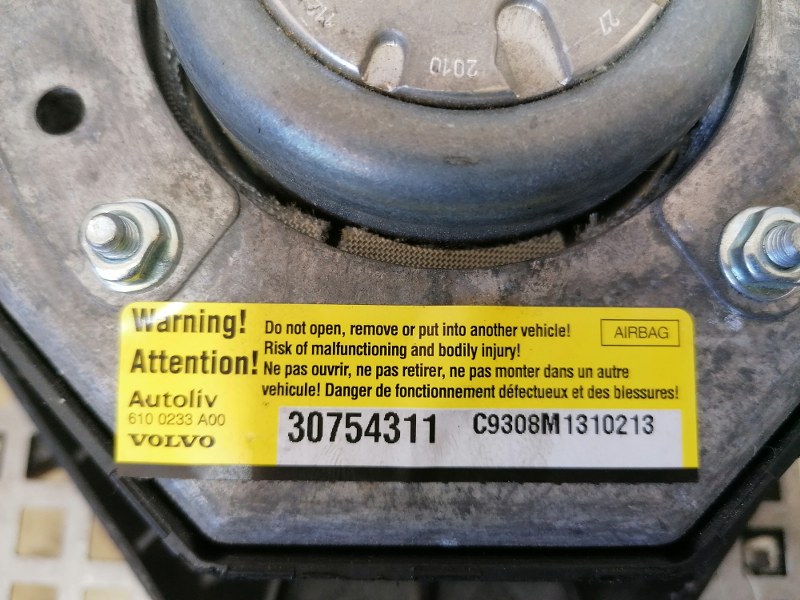 2010
27
Warning!
Attention!
Do not open, remove or put into another vehicle!
Risk of malfunctioning and bodily injury!
Ne pas ouvrir, ne pas retirer, ne pas monter dans un autre
vehicule! Danger de fonctionnement défectueux et des blessures!
AIRBAG
Autoliv
610 0233 A00
VOLVO
30754311
C9308M1310213